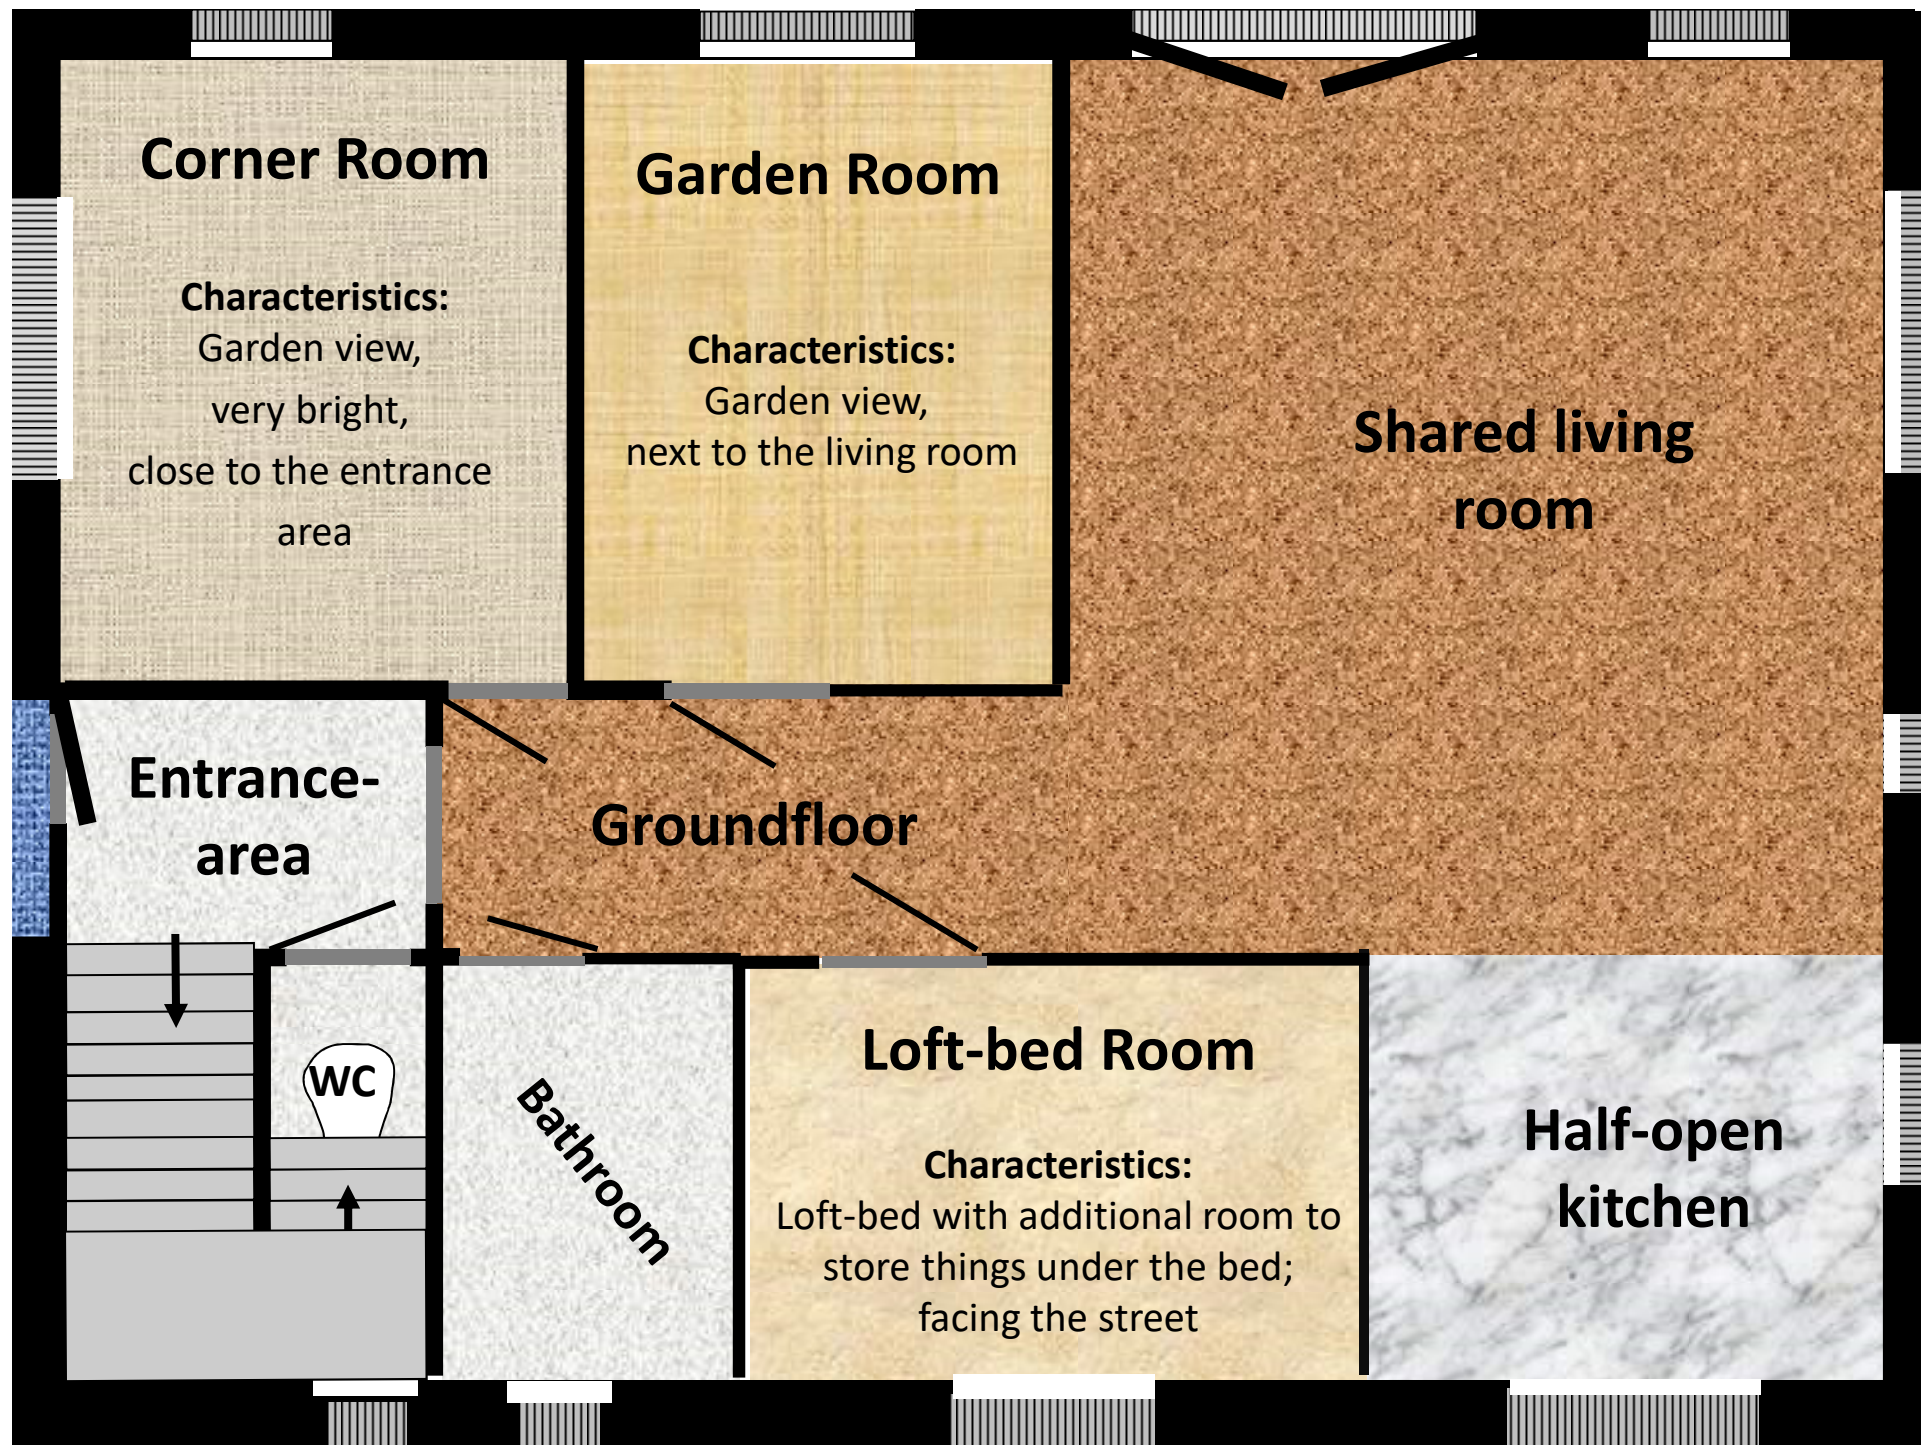 Corner Room
Characteristics:
Garden view,
very bright,
close to the entrance
area
Garden Room
Characteristics:
Garden view,
next to the living room
Shared living
room
Entrance-
area
Groundfloor
WC
Bathroom
Loft-bed Room
Characteristics:
Loft-bed with additional room to
store things under the bed;
facing the street
Half-open
kitchen